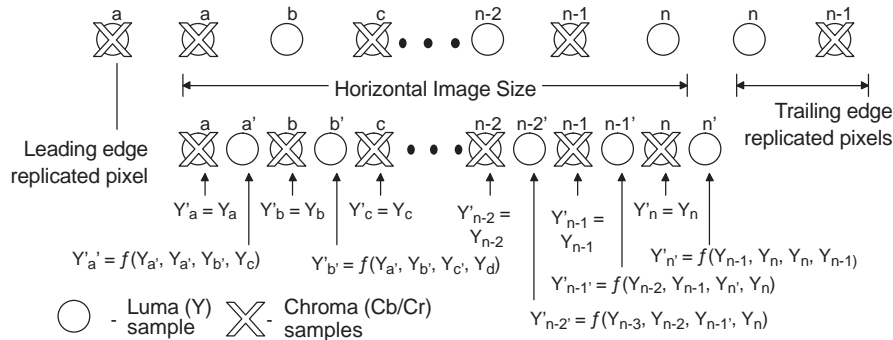 a a b c n-2 n-1 n n n-1
Horizontal Image Size
Leading edge
replicated pixel
Trailing edge
replicated pixels
a a' b b' c n-2 n-2' n-1 n-1' n n'
Y'a = Ya Y'b = Yb Y'c = Yc Y'n-2 = Yn-2 Y'n-1 = Yn-1 Y'n = Yn
Y'a' = f(Ya', Ya', Yb', Yc) Y'b' = f(Ya', Yb', Yc', Yd) Y'n' = f(Yn-1, Yn, Yn, Yn-1)
Y'n-1' = f(Yn-2, Yn-1, Yn', Yn)
Y'n-2' = f(Yn-3, Yn-2, Yn-1', Yn)
- Luma (Y)
sample
- Chroma (Cb/Cr)
samples